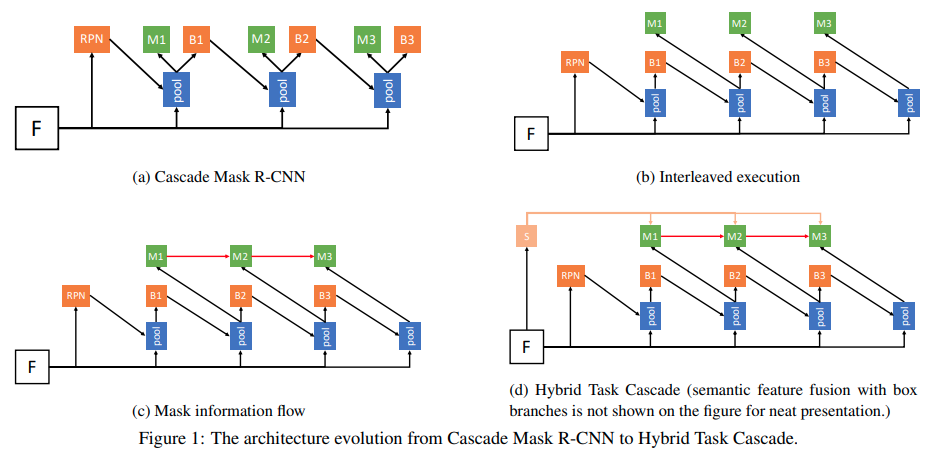 RPN M1 B1 M2 B2 M3 B3
pool pool pool
F
(a) Cascade Mask R-CNN
M1 M2 M3
RPN B1 B2 B3
pool pool pool pool
F
(b) Interleaved execution
M1 M2 M3
RPN B1 B2 B3
pool pool pool pool
F
(c) Mask information flow
S M1 M2 M3
RPN B1 B2 B3
pool pool pool pool
F
(d) Hybrid Task Cascade (semantic feature fusion with box
branches is not shown on the figure for neat presentation.)
Figure 1: The architecture evolution from Cascade Mask R-CNN to Hybrid Task Cascade.